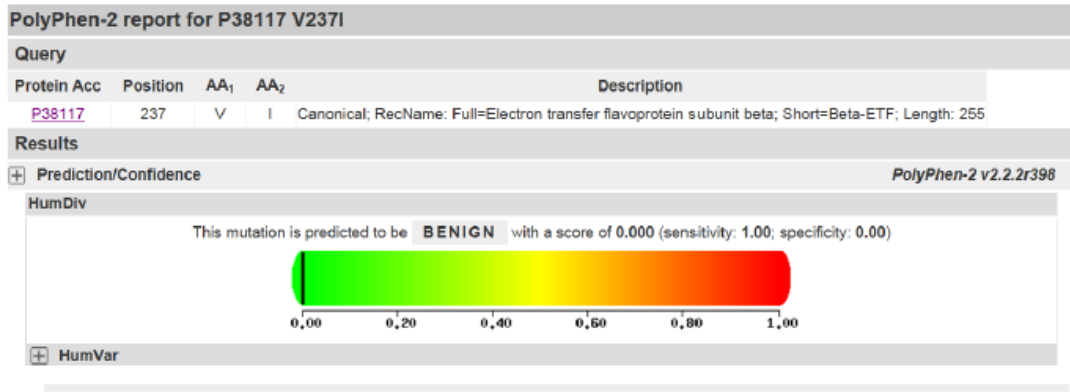 PolyPhen-2 report for P38117 V237I
Query
Protein Acc Position AA₁ AA₂ Description
P38117 237 V I Canonical; RecName: Full=Electron transfer flavoprotein subunit beta; Short=Beta-ETF; Length: 255
Results
Prediction/Confidence PolyPhen-2 v2.2.2r398
HumDiv
This mutation is predicted to be BENIGN with a score of 0.000 (sensitivity: 1.00; specificity: 0.00)
0,00 0,20 0,40 0,60 0,80 1,00
HumVar